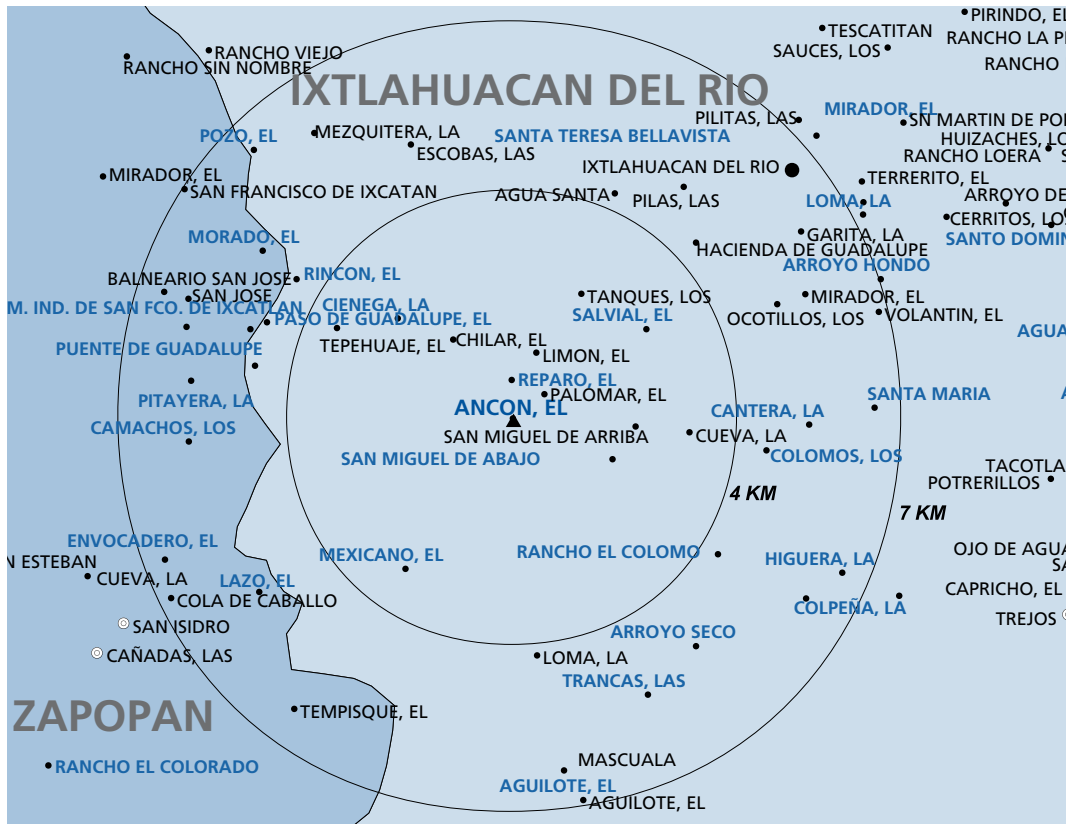 PIRINDO, EL
TESCATITAN
RANCHO LA P
SAUCES, LOS
RANCHO VIEJO
RANCHO SIN NOMBRE
RANCHO
IXTLAHUACAN DEL RIO
MIRADOR, EL
PILITAS, LAS
SN MARTIN DE POR
POZO, EL
MEZQUITERA, LA
SANTA TERESA BELLAVISTA
HUIZACHES, LO
ESCOBAS, LAS
RANCHO LOERA
S
IXTLAHUACAN DEL RIO
MIRADOR, EL
TERRERITO, EL
SAN FRANCISCO DE IXCATAN
AGUA SANTA
PILAS, LAS
LOMA, LA
ARROYO DE
CERRITOS, LOS
MORADO, EL
GARITA, LA
SANTO DOMIN
HACIENDA DE GUADALUPE
ARROYO HONDO
BALNEARIO SAN JOSE
RINCON, EL
SAN JOSE
TANQUES, LOS
MIRADOR, EL
M. IND. DE SAN FCO. DE IXCATLAN
CIENEGA, LA
PASO DE GUADALUPE, EL
SALVIAL, EL
OCOTILLOS, LOS
VOLANTIN, EL
AGUA
PUENTE DE GUADALUPE
TEPEHUAJE, EL
CHILAR, EL
LIMON, EL
REPARO, EL
PALOMAR, EL
SANTA MARIA
A
PITAYERA, LA
ANCON, EL
CANTERA, LA
CAMACHOS, LOS
SAN MIGUEL DE ARRIBA
CUEVA, LA
SAN MIGUEL DE ABAJO
COLOMOS, LOS
TACOTLA
POTRERILLOS
4 KM
7 KM
ENVOCADERO, EL
MEXICANO, EL
RANCHO EL COLOMO
HIGUERA, LA
OJO DE AGUA
N ESTEBAN
SA
CUEVA, LA
LAZO, EL
CAPRICHO, EL
COLA DE CABALLO
COLPEÑA, LA
TREJOS
SAN ISIDRO
ARROYO SECO
CAÑADAS, LAS
LOMA, LA
TRANCAS, LAS
ZAPOPAN
TEMPISQUE, EL
RANCHO EL COLORADO
MASCUALA
AGUILOTE, EL
AGUILOTE, EL